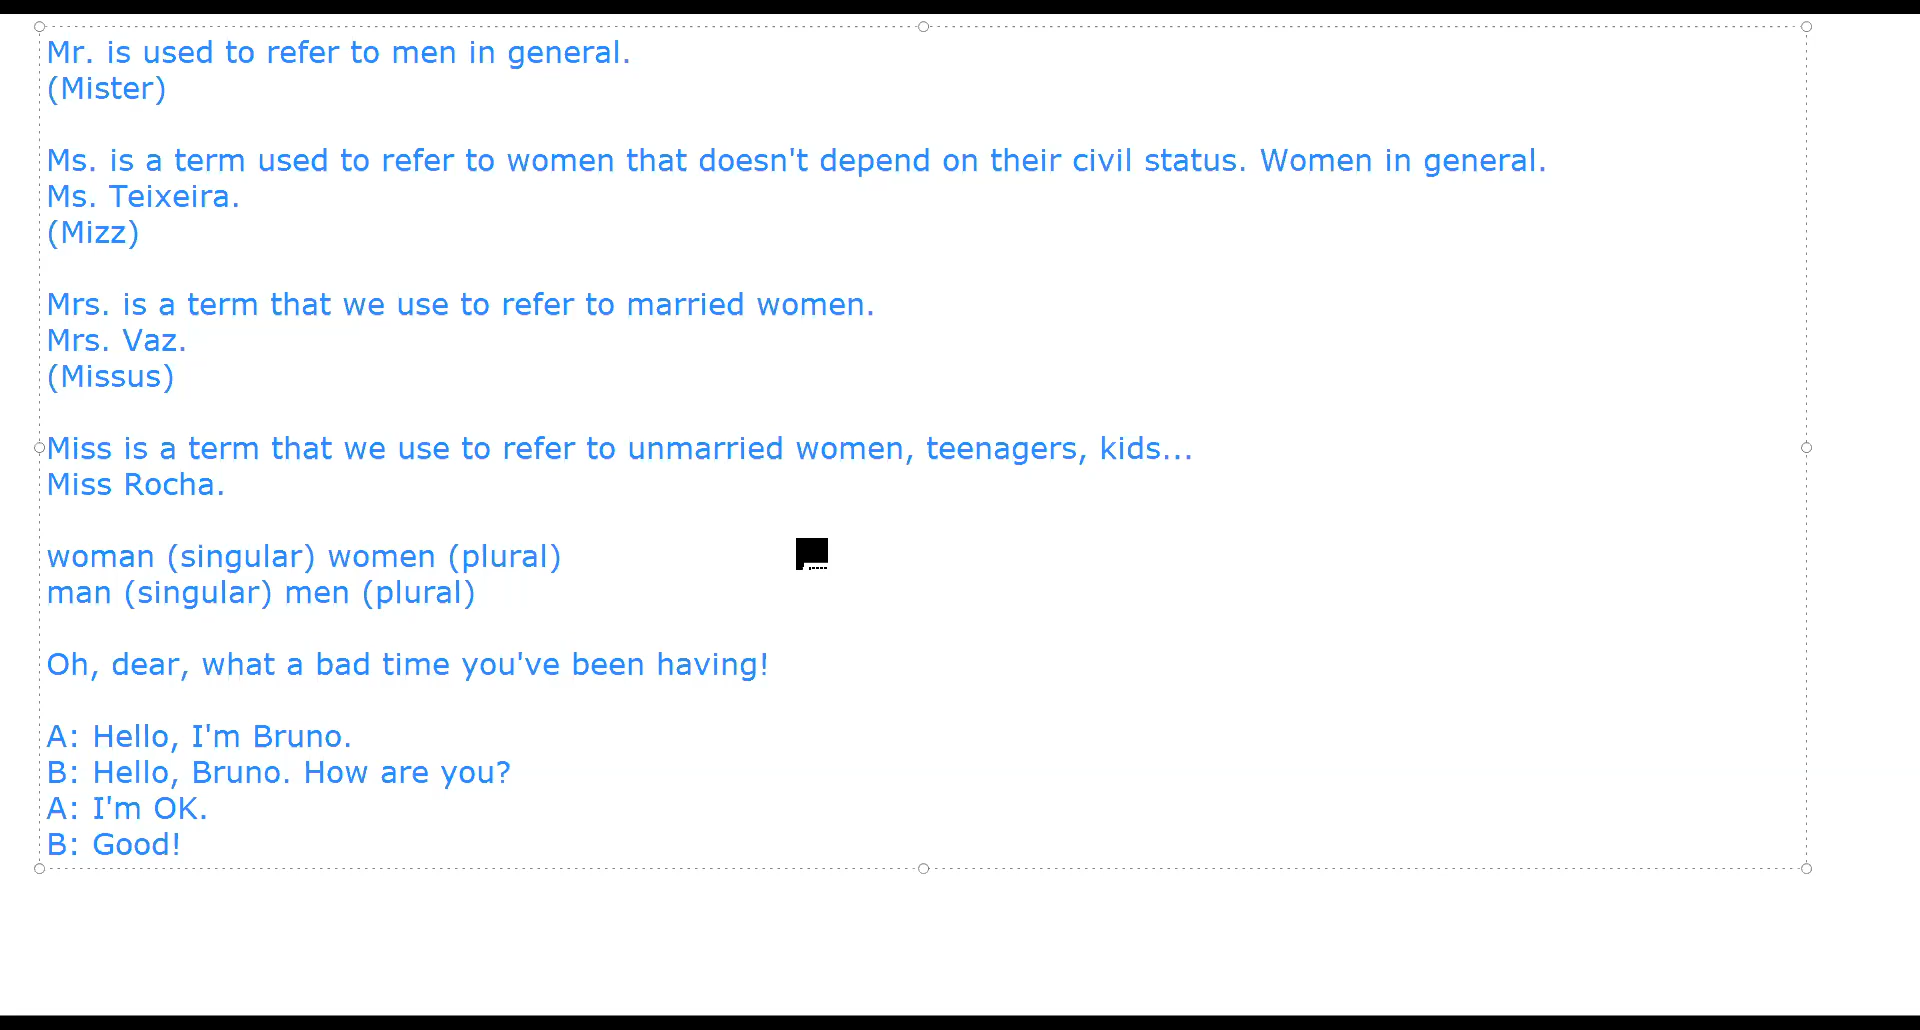 Mr. is used to refer to men in general.
(Mister)
Ms. is a term used to refer to women that doesn't depend on their civil status. Women in general.
Ms. Teixeira.
(Mizz)
Mrs. is a term that we use to refer to married women.
Mrs. Vaz.
(Missus)
Miss is a term that we use to refer to unmarried women, teenagers, kids...
Miss Rocha.
woman (singular) women (plural)
man (singular) men (plural)
Oh, dear, what a bad time you've been having!
A: Hello, I'm Bruno.
B: Hello, Bruno. How are you?
A: I'm OK.
B: Good!